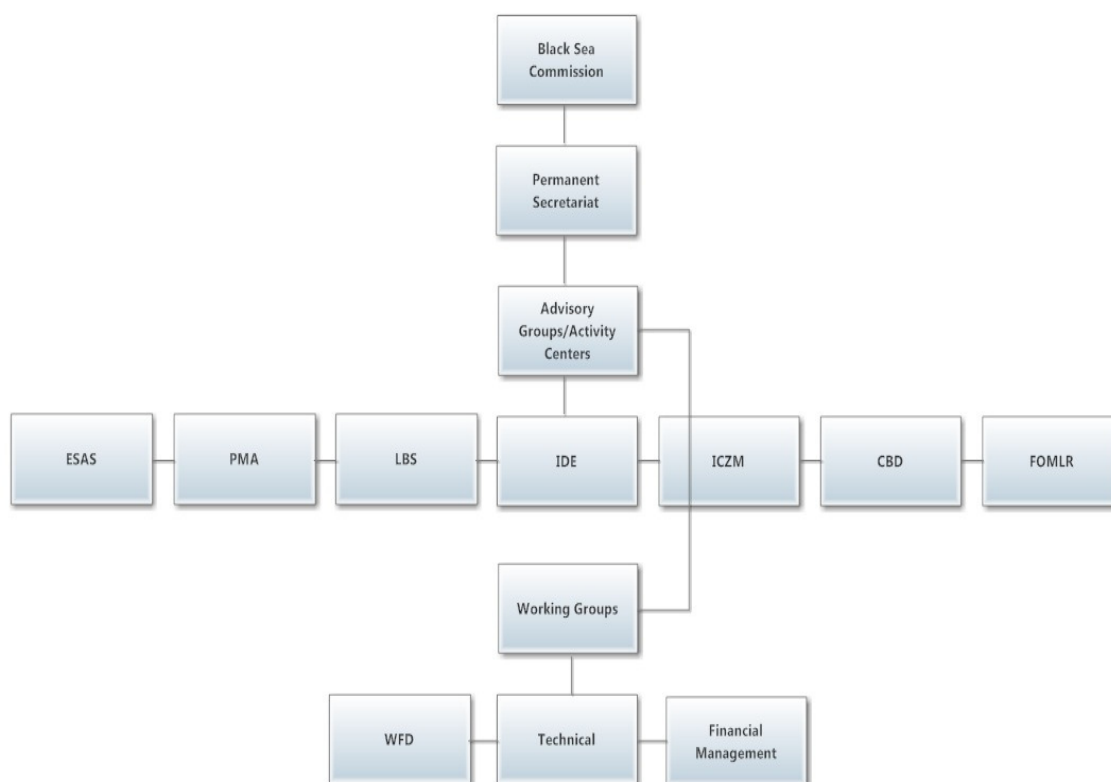 Black Sea
Commission
Permanent
Secretariat
Advisory
Groups/Activity
Centers
ESAS
PMA
LBS
IDE
ICZM
CBD
FOMLR
Working Groups
WFD
Technical
Financial
Management